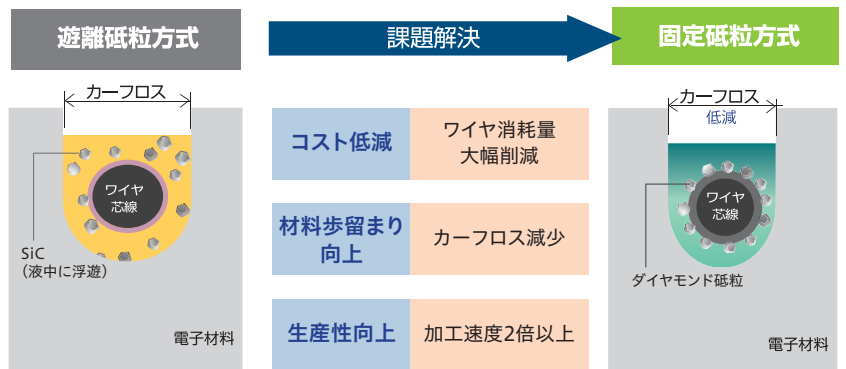 遊離砥粒方式
課題解決
固定砥粒方式
カーフロス
ワイヤ
芯線
SiC
（液中に浮遊）
電子材料
コスト低減
ワイヤ消耗量
大幅削減
材料歩留まり
向上
カーフロス減少
生産性向上
加工速度2倍以上
カーフロス
低減
ワイヤ
芯線
ダイヤモンド砥粒
電子材料